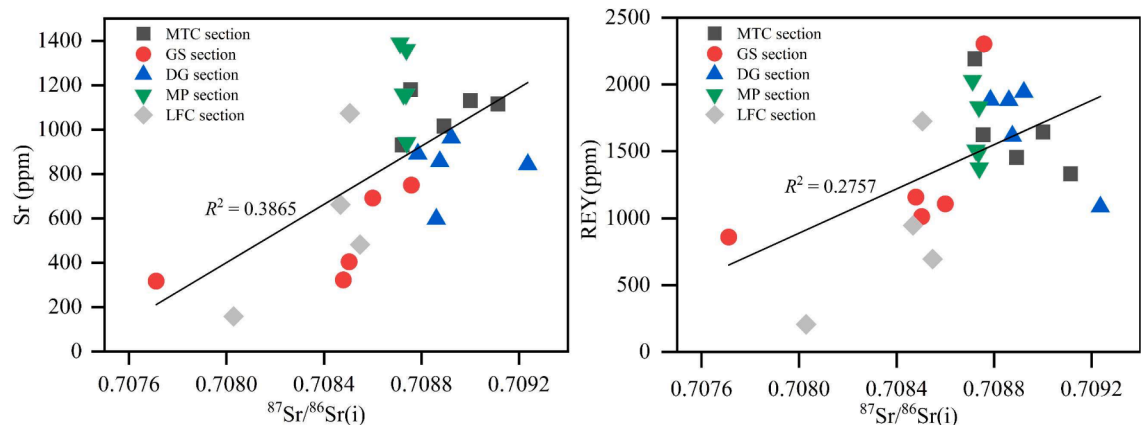 1400
1200
1000
800
600
400
200
0
Sr (ppm)
MTC section
GS section
DG section
MP section
LFC section
R² = 0.3865
0.7076
0.7080
0.7084
0.7088
0.7092
⁸⁷Sr/⁸⁶Sr(i)
2500
2000
1500
1000
500
0
REY(ppm)
MTC section
GS section
DG section
MP section
LFC section
R² = 0.2757
0.7076
0.7080
0.7084
0.7088
0.7092
⁸⁷Sr/⁸⁶Sr(i)